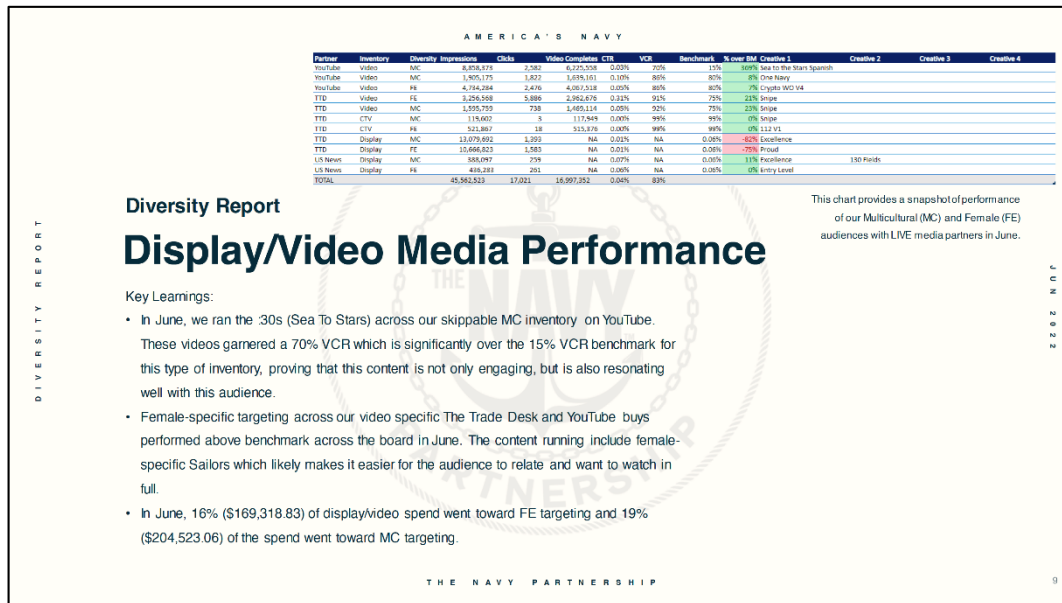 AMERICA'S NAVY
Partner Inventory Diversity Impressions Clicks Video Completes CTR VCR Benchmark % over BM Creative 1 Creative 2 Creative 3 Creative 4
YouTube Video MC 8,858,373 2,582 6,225,558 0.03% 70% 15% 369% Sea to the Stars Spanish
YouTube Video MC 1,905,175 1,822 1,639,161 0.10% 86% 80% 8% One Navy
YouTube Video FE 4,734,284 2,476 4,067,518 0.05% 86% 80% 7% Crypto WO V4
TTD Video FE 3,256,568 5,886 2,962,676 0.31% 91% 75% 21% Snipe
TTD Video MC 1,595,759 738 1,469,114 0.05% 92% 75% 23% Snipe
TTD CTV MC 119,602 3 117,949 0.00% 99% 99% 0% Snipe
TTD CTV FE 521,867 18 515,376 0.00% 99% 99% 0% 112 V1
TTD Display MC 13,079,692 1,393 NA 0.01% NA 0.06% -82% Excellence
TTD Display FE 10,666,823 1,583 NA 0.01% NA 0.06% -75% Proud
US News Display MC 388,097 259 NA 0.07% NA 0.06% 11% Excellence 130 Fields
US News Display FE 436,283 261 NA 0.06% NA 0.06% 0% Entry Level
TOTAL 45,562,523 17,021 16,997,352 0.04% 83%
This chart provides a snapshot of performance
of our Multicultural (MC) and Female (FE)
audiences with LIVE media partners in June.
DIVERSITY REPORT
JUN 2022
Diversity Report
Display/Video Media Performance
THE NAVY
PARTNERSHIP
Key Learnings:
• In June, we ran the :30s (Sea To Stars) across our skippable MC inventory on YouTube.
These videos garnered a 70% VCR which is significantly over the 15% VCR benchmark for
this type of inventory, proving that this content is not only engaging, but is also resonating
well with this audience.
• Female-specific targeting across our video specific The Trade Desk and YouTube buys
performed above benchmark across the board in June. The content running include female-
specific Sailors which likely makes it easier for the audience to relate and want to watch in
full.
• In June, 16% ($169,318.83) of display/video spend went toward FE targeting and 19%
($204,523.06) of the spend went toward MC targeting.
THE NAVY PARTNERSHIP
9